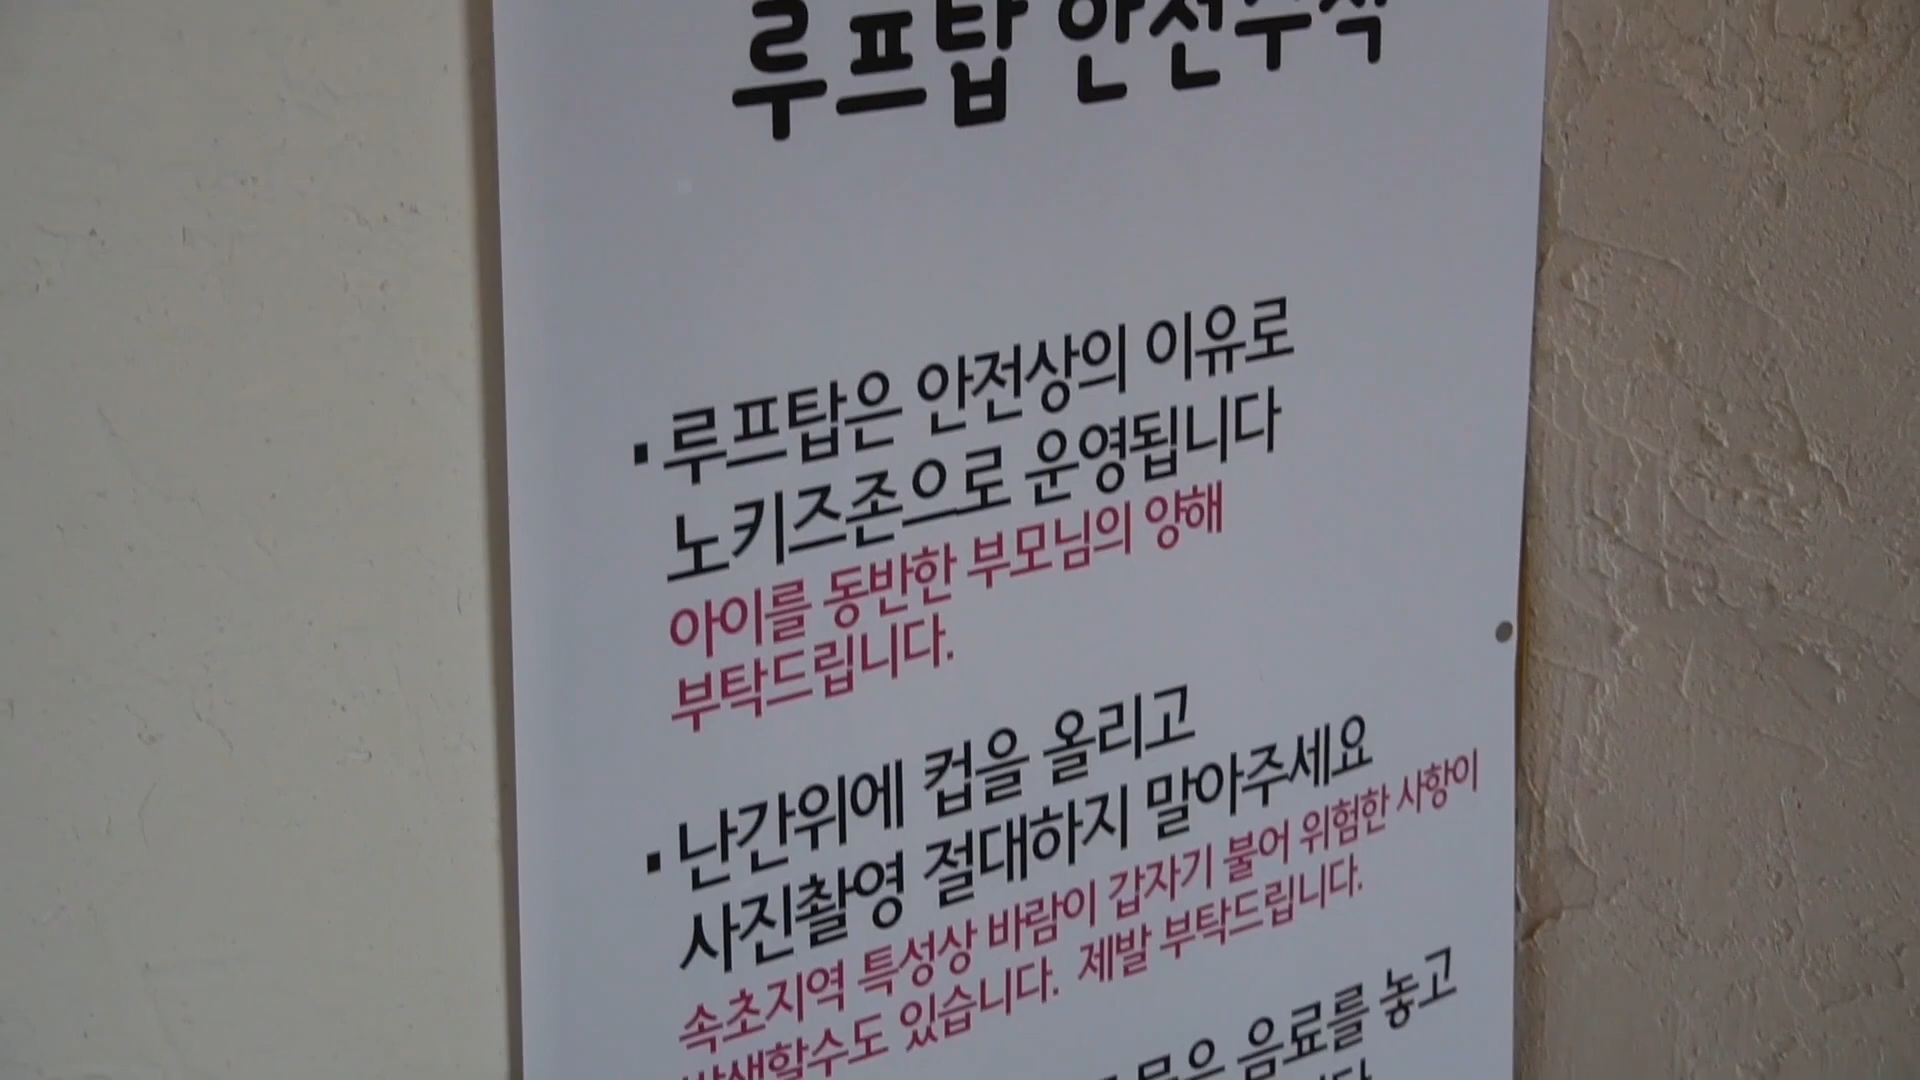 루프탑 안전수칙
▪ 루프탑은 안전상의 이유로
노키즈존으로 운영됩니다
아이를 동반한 부모님의 양해
부탁드립니다.
▪ 난간위에 컵을 올리고
사진촬영 절대하지 말아주세요
속초지역 특성상 바람이 갑자기 불어 위험한 사항이
발생할수도 있습니다. 제발 부탁드립니다.
음료를 놓고